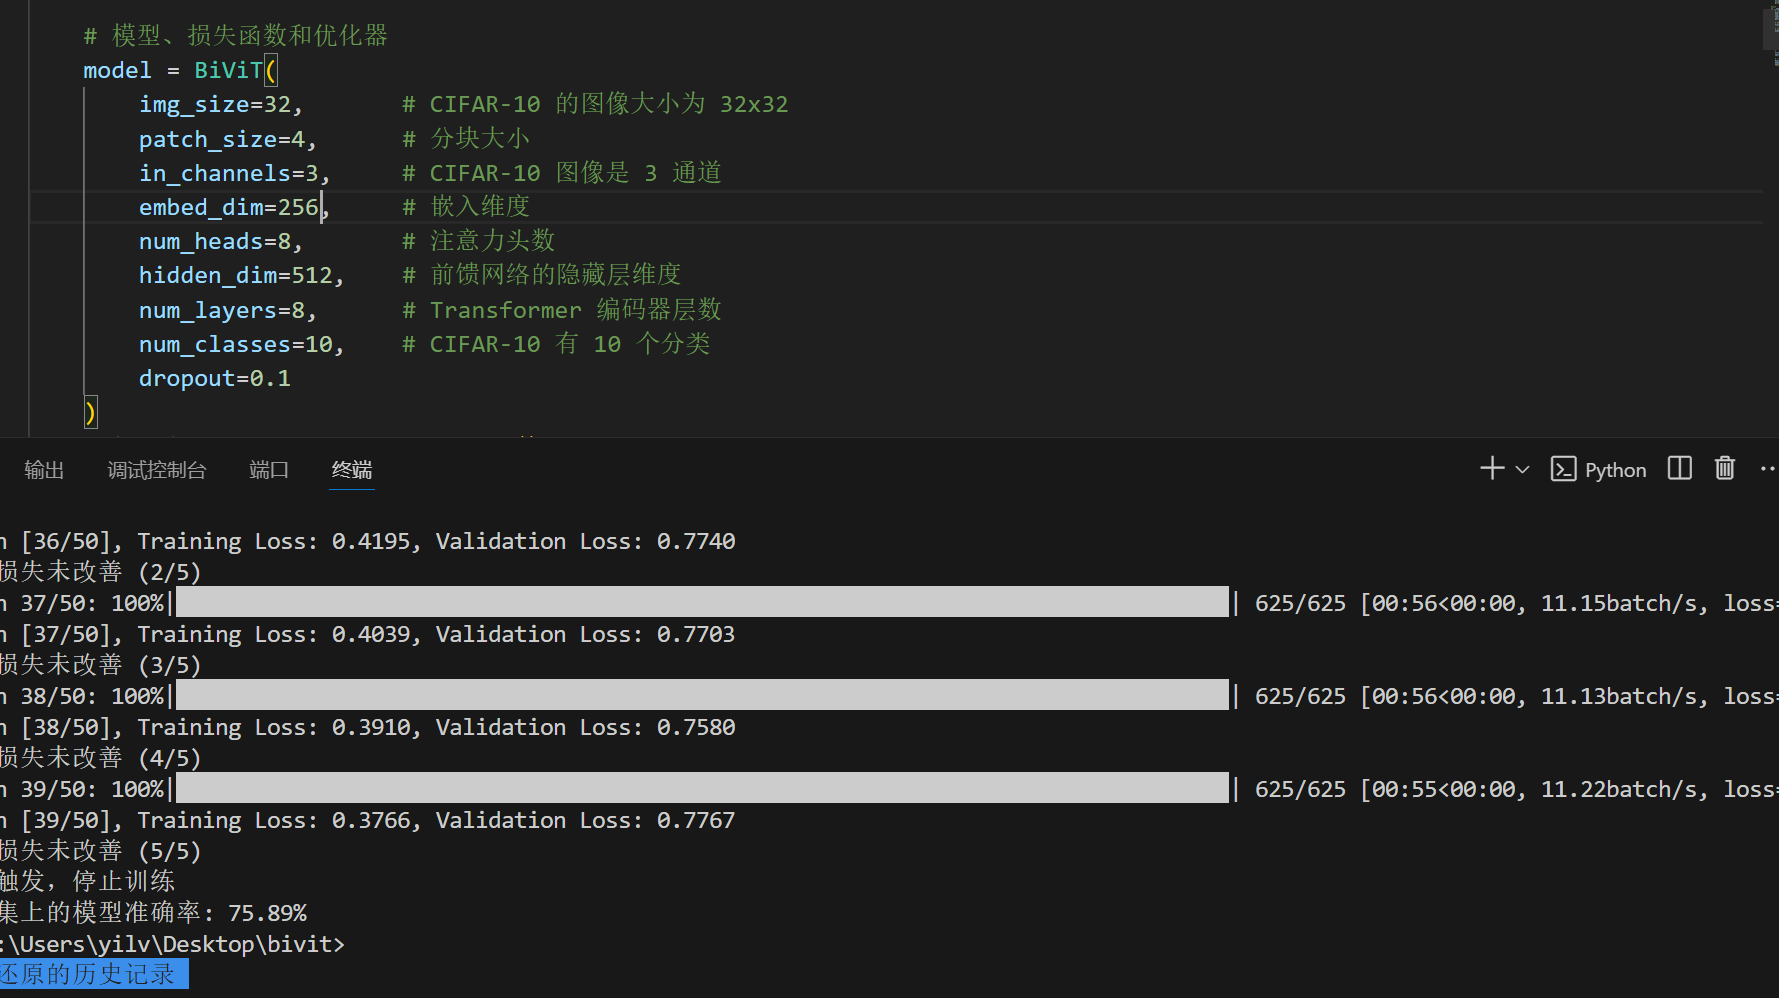 # 模型、损失函数和优化器
model = BiViT(
img_size=32, # CIFAR-10 的图像大小为 32x32
patch_size=4, # 分块大小
in_channels=3, # CIFAR-10 图像是 3 通道
embed_dim=256, # 嵌入维度
num_heads=8, # 注意力头数
hidden_dim=512, # 前馈网络的隐藏层维度
num_layers=8, # Transformer 编码器层数
num_classes=10, # CIFAR-10 有 10 个分类
dropout=0.1
)
输出 调试控制台 端口 终端 Python
[36/50], Training Loss: 0.4195, Validation Loss: 0.7740
损失未改善 (2/5)
37/50: 100%| | 625/625 [00:56<00:00, 11.15batch/s, loss=
[37/50], Training Loss: 0.4039, Validation Loss: 0.7703
损失未改善 (3/5)
38/50: 100%| | 625/625 [00:56<00:00, 11.13batch/s, loss=
[38/50], Training Loss: 0.3910, Validation Loss: 0.7580
损失未改善 (4/5)
39/50: 100%| | 625/625 [00:55<00:00, 11.22batch/s, loss=
[39/50], Training Loss: 0.3766, Validation Loss: 0.7767
损失未改善 (5/5)
触发，停止训练
集上的模型准确率: 75.89%
:\Users\yilv\Desktop\bivit>
还原的历史记录